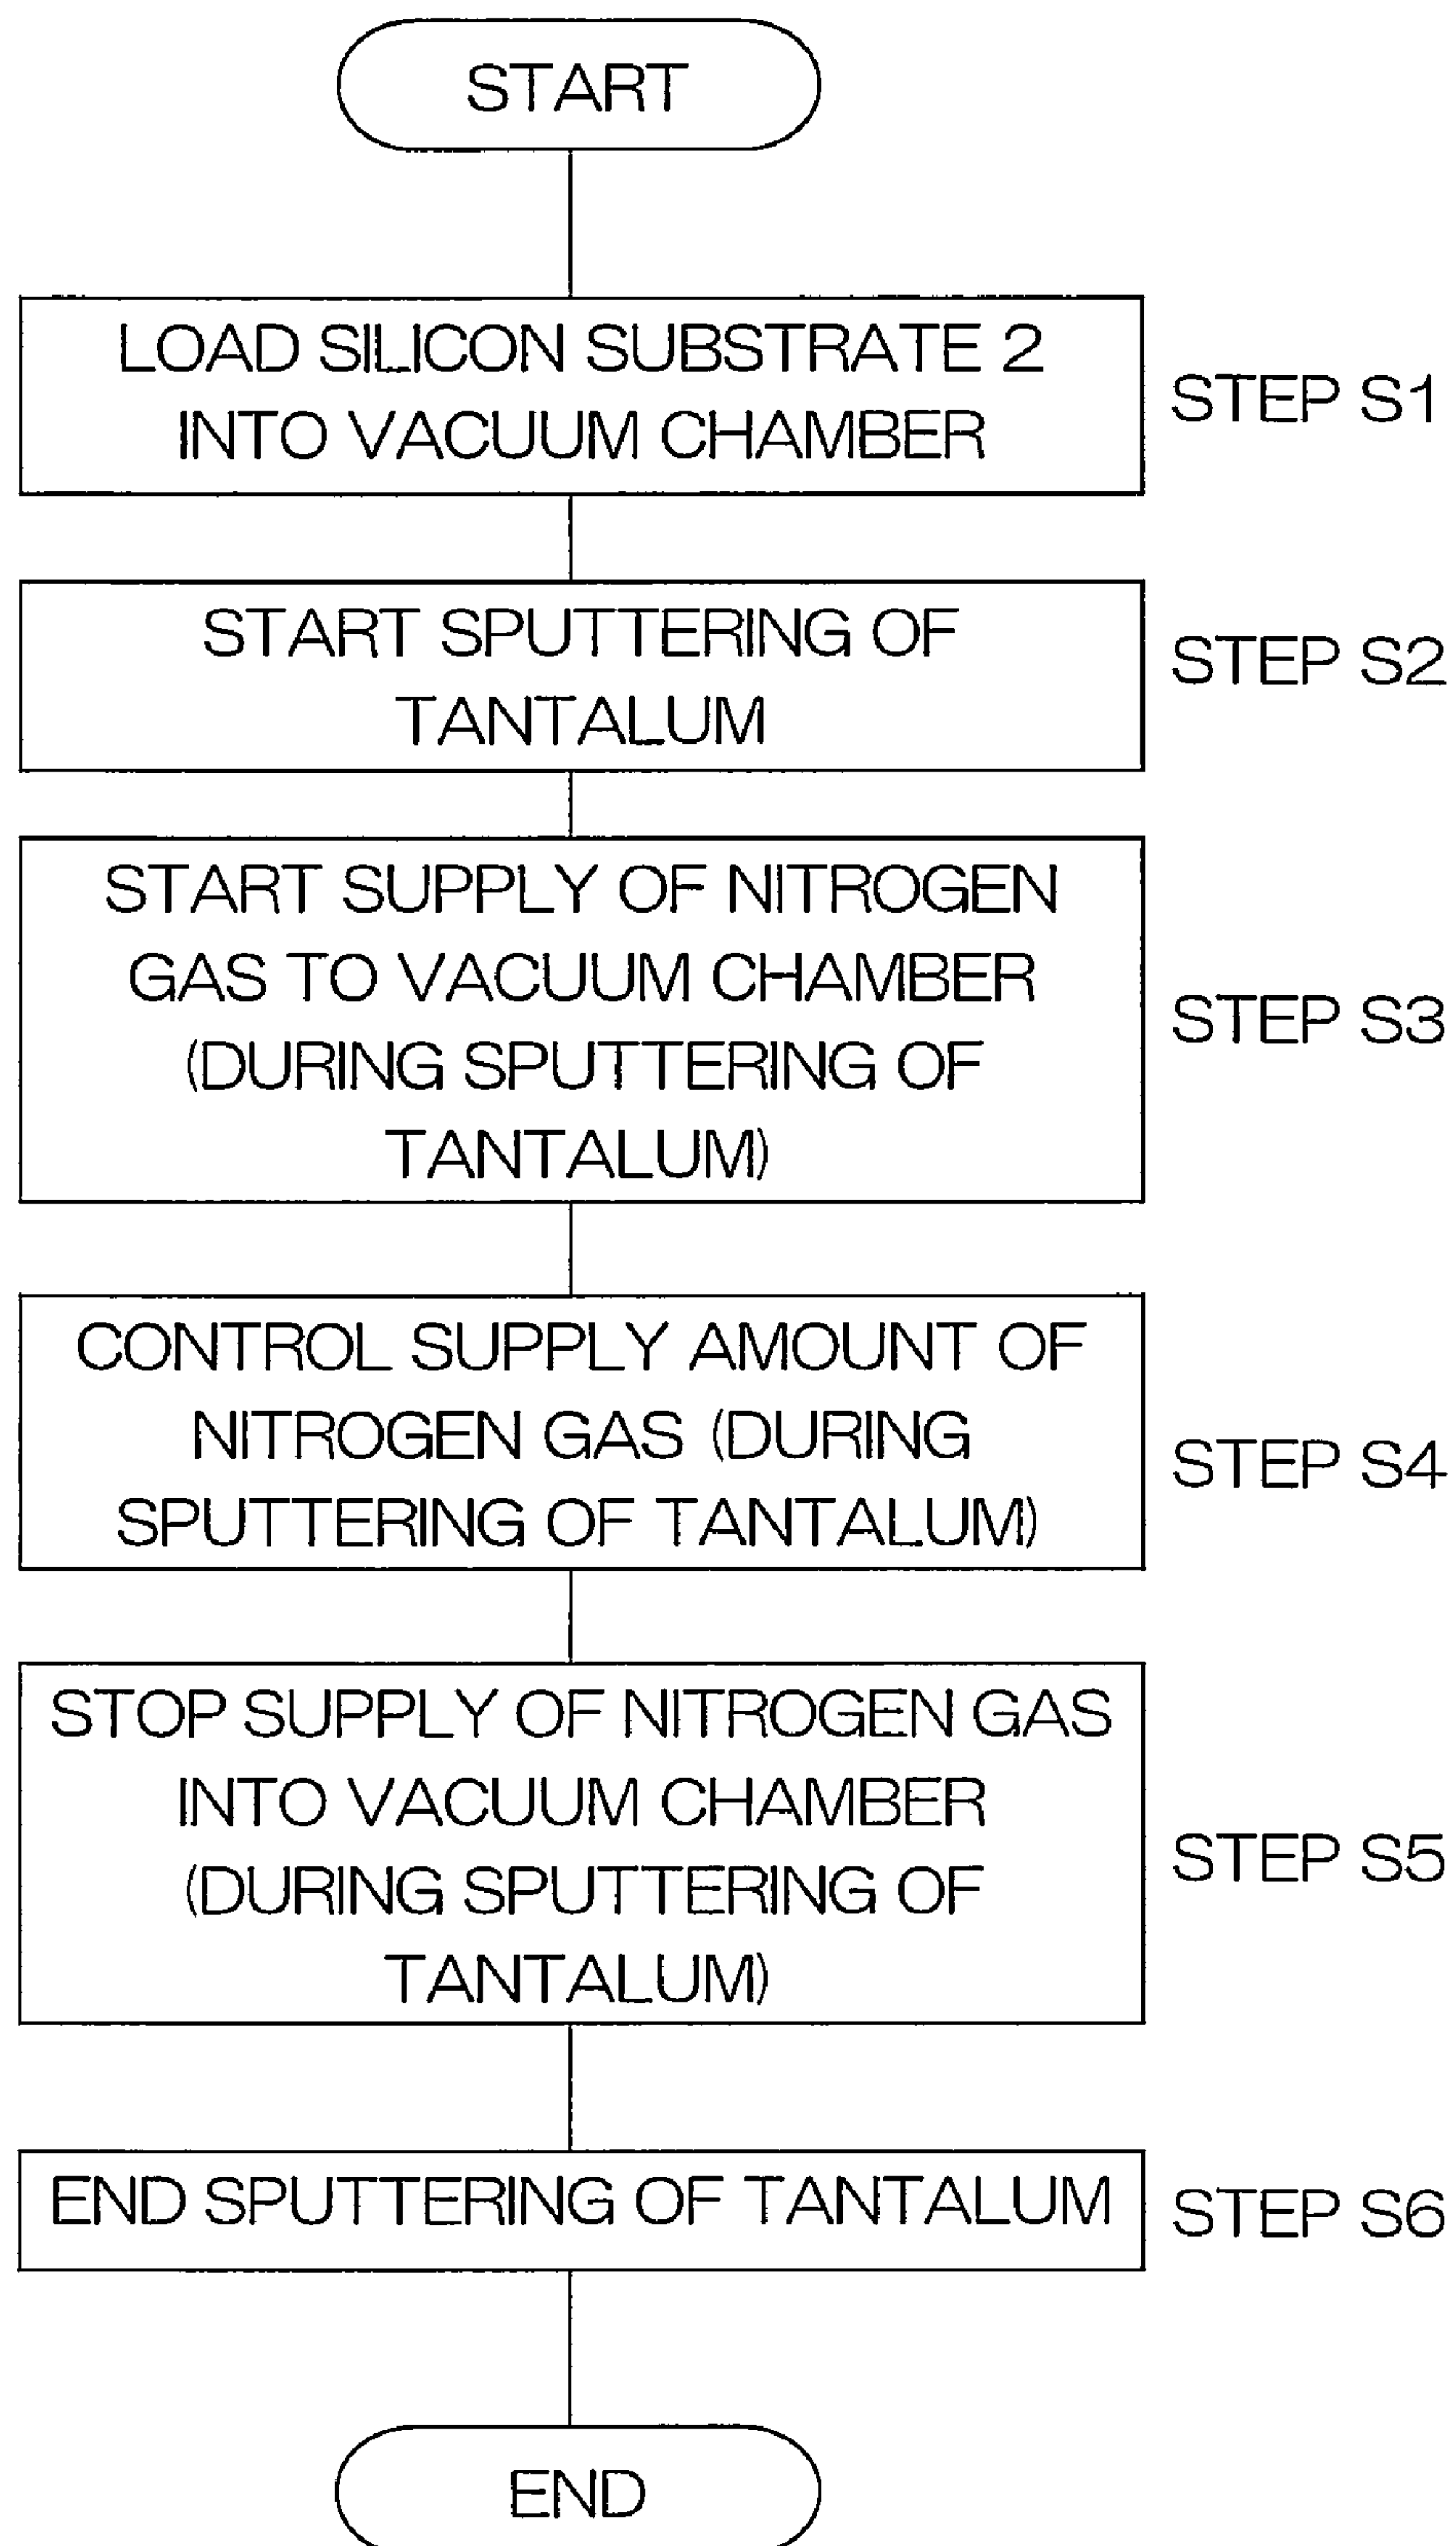 START
LOAD SILICON SUBSTRATE 2
INTO VACUUM CHAMBER
STEP S1
START SPUTTERING OF
TANTALUM
STEP S2
START SUPPLY OF NITROGEN
GAS TO VACUUM CHAMBER
(DURING SPUTTERING OF
TANTALUM)
STEP S3
CONTROL SUPPLY AMOUNT OF
NITROGEN GAS (DURING
SPUTTERING OF TANTALUM)
STEP S4
STOP SUPPLY OF NITROGEN GAS
INTO VACUUM CHAMBER
(DURING SPUTTERING OF
TANTALUM)
STEP S5
END SPUTTERING OF TANTALUM
STEP S6
END